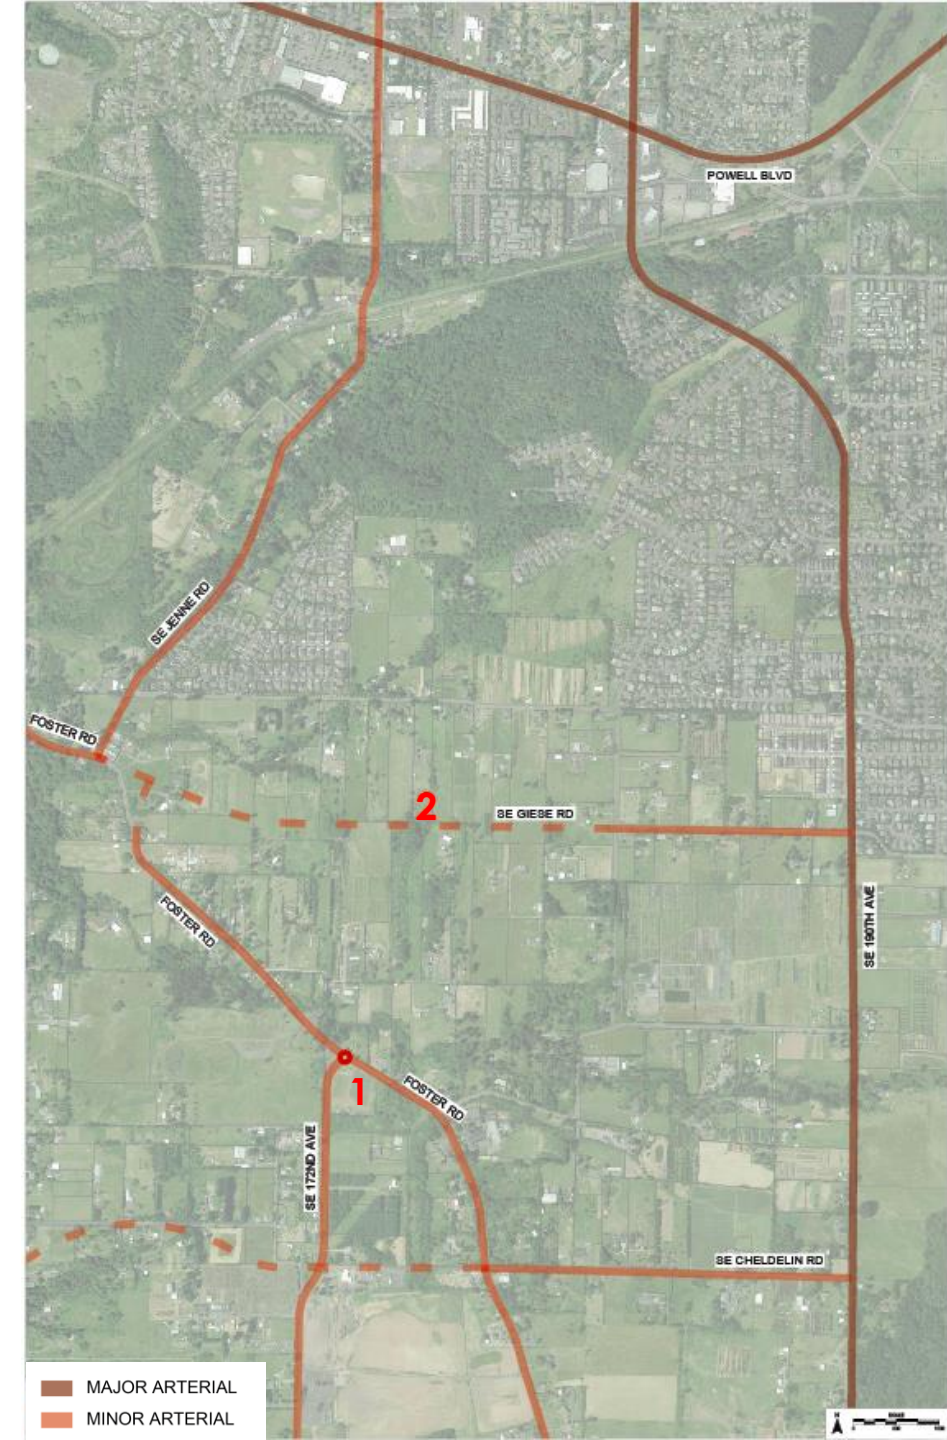 POWELL BLVD
SE JENNE RD
FOSTER RD
2
SE GIESE RD
FOSTER RD
SE 190TH AVE
1
FOSTER RD
SE 172ND AVE
SE CHELDELIN RD
MAJOR ARTERIAL
MINOR ARTERIAL